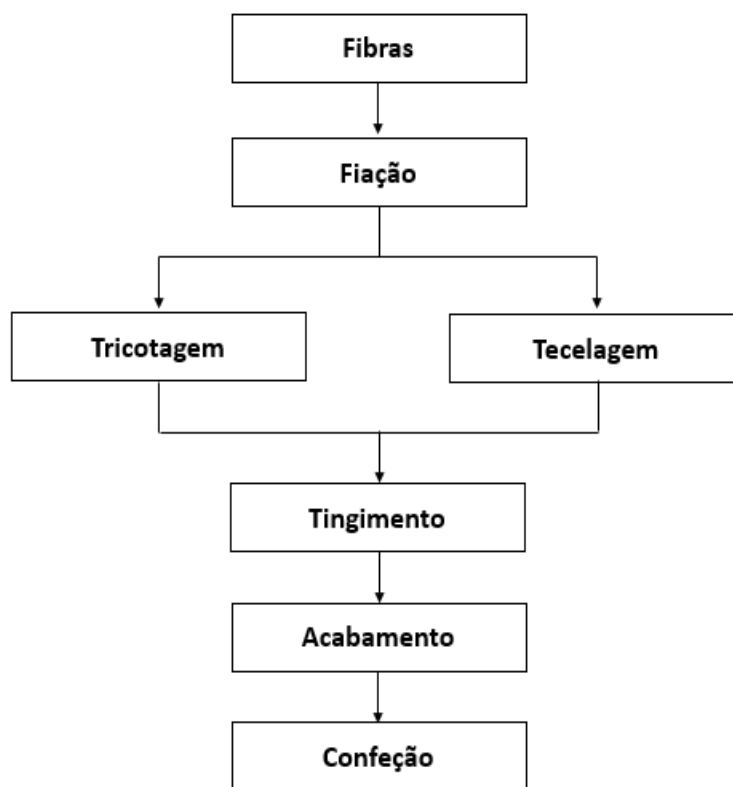 Fibras
Fiação
Tricotagem
Tecelagem
Tingimento
Acabamento
Confeção